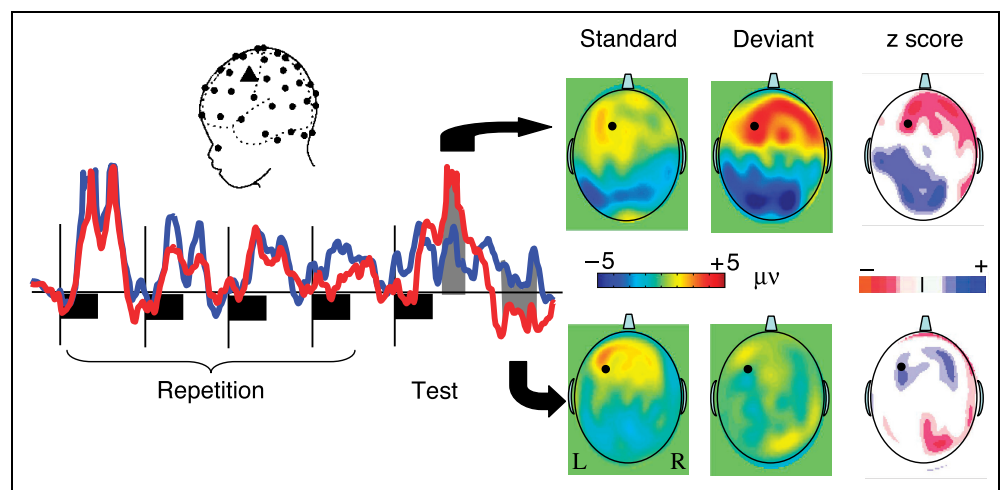 Standard Deviant z score
−5 +5 μν
− +
Repetition Test
L R